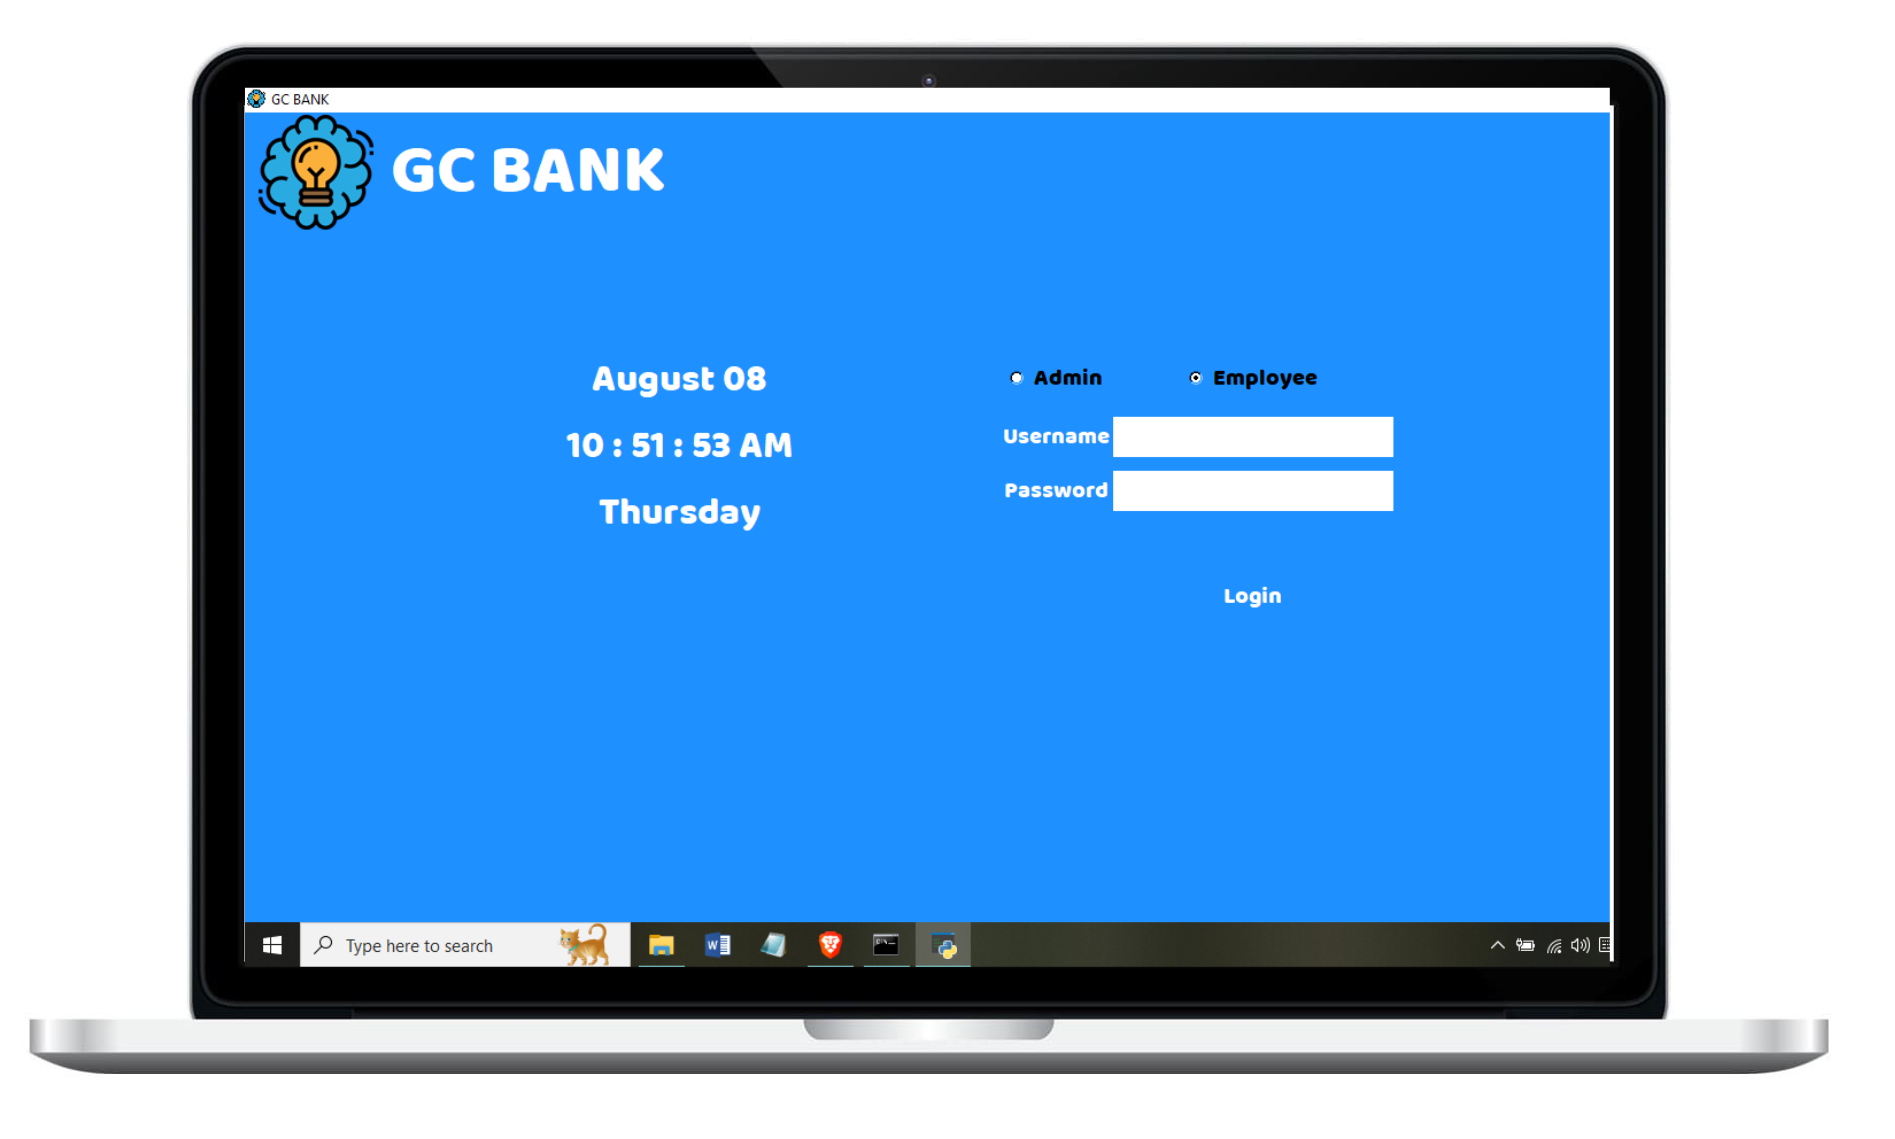 GC BANK
GC BANK
August 08
10 : 51 : 53 AM
Thursday
Admin
Employee
Username
Password
Login
Type here to search